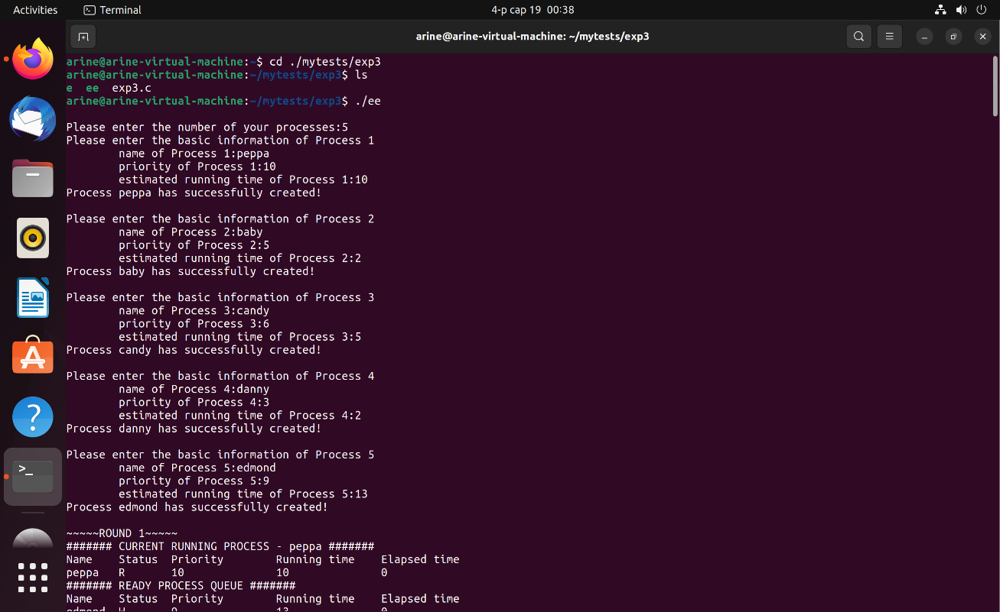 Activities Terminal 4-р сар 19 00:38
arine@arine-virtual-machine: ~/mytests/exp3
arine@arine-virtual-machine:~$ cd ./mytests/exp3
arine@arine-virtual-machine:~/mytests/exp3$ ls
e ee exp3.c
arine@arine-virtual-machine:~/mytests/exp3$ ./ee
Please enter the number of your processes:5
Please enter the basic information of Process 1
name of Process 1:peppa
priority of Process 1:10
estimated running time of Process 1:10
Process peppa has successfully created!
Please enter the basic information of Process 2
name of Process 2:baby
priority of Process 2:5
estimated running time of Process 2:2
Process baby has successfully created!
Please enter the basic information of Process 3
name of Process 3:candy
priority of Process 3:6
estimated running time of Process 3:5
Process candy has successfully created!
Please enter the basic information of Process 4
name of Process 4:danny
priority of Process 4:3
estimated running time of Process 4:2
Process danny has successfully created!
Please enter the basic information of Process 5
name of Process 5:edmond
priority of Process 5:9
estimated running time of Process 5:13
Process edmond has successfully created!
~~~~~ROUND 1~~~~~
####### CURRENT RUNNING PROCESS - peppa #######
Name Status Priority Running time Elapsed time
peppa R 10 10 0
####### READY PROCESS QUEUE #######
Name Status Priority Running time Elapsed time
edmond W 9 13 0